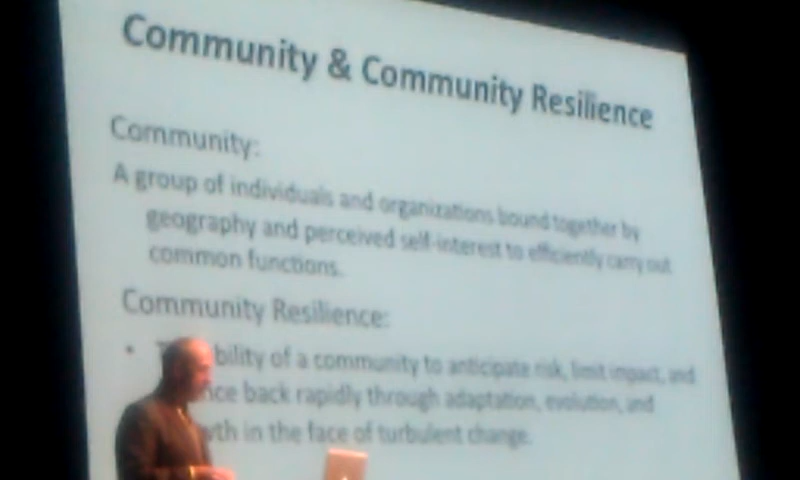 Community & Community Resilience
Community:
A group of individuals and organizations bound together by
geography and perceived self-interest to efficiently carry out
common functions.
Community Resilience:
• bility of a community to anticipate risk, limit impact, and
nce back rapidly through adaptation, evolution, and
wth in the face of turbulent change.